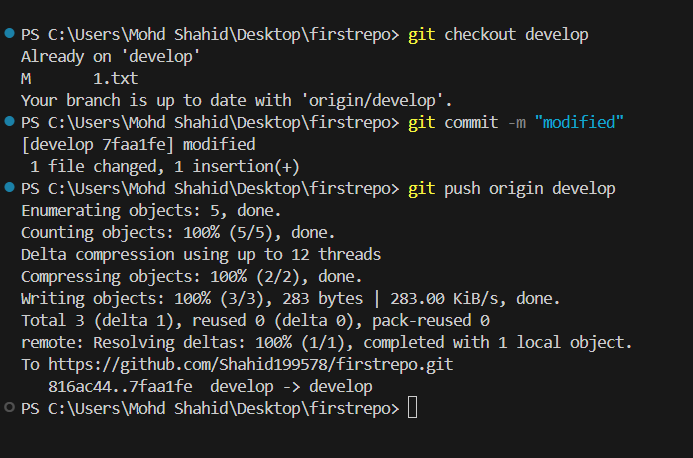 PS C:\Users\Mohd Shahid\Desktop\firstrepo> git checkout develop
Already on 'develop'
M       1.txt
Your branch is up to date with 'origin/develop'.
PS C:\Users\Mohd Shahid\Desktop\firstrepo> git commit -m "modified"
[develop 7faa1fe] modified
 1 file changed, 1 insertion(+)
PS C:\Users\Mohd Shahid\Desktop\firstrepo> git push origin develop
Enumerating objects: 5, done.
Counting objects: 100% (5/5), done.
Delta compression using up to 12 threads
Compressing objects: 100% (2/2), done.
Writing objects: 100% (3/3), 283 bytes | 283.00 KiB/s, done.
Total 3 (delta 1), reused 0 (delta 0), pack-reused 0
remote: Resolving deltas: 100% (1/1), completed with 1 local object.
To https://github.com/Shahid199578/firstrepo.git
   816ac44..7faa1fe  develop -> develop
PS C:\Users\Mohd Shahid\Desktop\firstrepo>